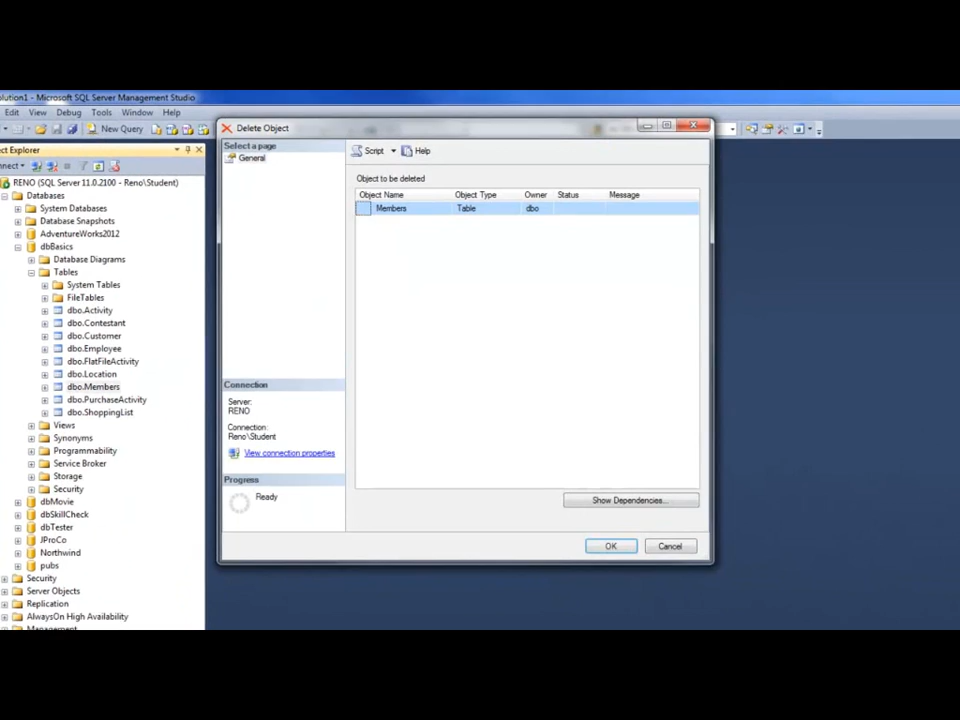 olution1 - Microsoft SQL Server Management Studio
Edit View Debug Tools Window Help
New Query
ect Explorer
nnect
RENO (SQL Server 11.0.2100 - Reno\Student)
Databases
System Databases
Database Snapshots
AdventureWorks2012
dbBasics
Database Diagrams
Tables
System Tables
FileTables
dbo.Activity
dbo.Contestant
dbo.Customer
dbo.Employee
dbo.FlatFileActivity
dbo.Location
dbo.Members
dbo.PurchaseActivity
dbo.ShoppingList
Views
Synonyms
Programmability
Service Broker
Storage
Security
dbMovie
dbSkillCheck
dbTester
JProCo
Northwind
pubs
Security
Server Objects
Replication
AlwaysOn High Availability
Management
Delete Object
Select a page
General
Script Help
Object to be deleted
Object Name Object Type Owner Status Message
Members Table dbo
Connection
Server:
RENO
Connection:
Reno\Student
View connection properties
Progress
Ready
Show Dependencies...
OK Cancel